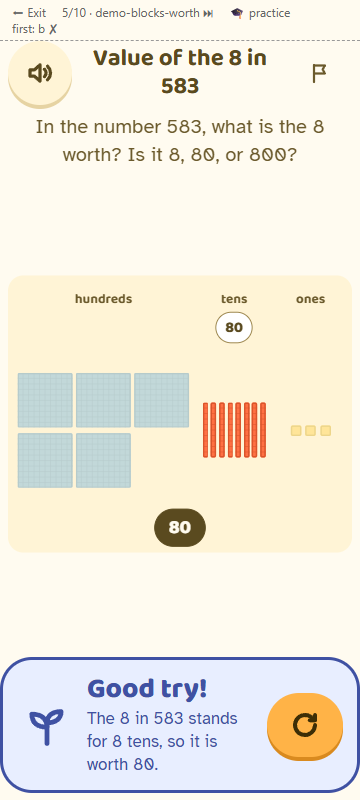 ← Exit 5/10 · demo-blocks-worth ⏭ 🎓 practice
first: b ✗
Value of the 8 in
583
In the number 583, what is the 8
worth? Is it 8, 80, or 800?
hundreds tens ones
80
80
Good try!
The 8 in 583 stands
for 8 tens, so it is
worth 80.